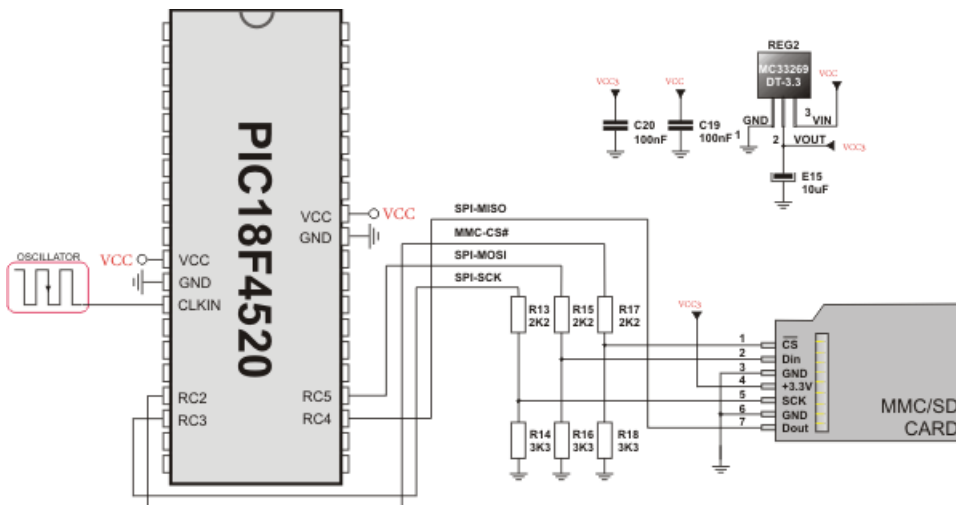 PIC18F4520
OSCILLATOR
VCC
VCC
GND
CLKIN
VCC
VCC
GND
RC2
RC3
RC5
RC4
SPI-MISO
MMC-CS#
SPI-MOSI
SPI-SCK
R13
2K2
R15
2K2
R17
2K2
R14
3K3
R16
3K3
R18
3K3
VCC3
C20
100nF
VCC
C19
100nF
REG2
MC33269
DT-3.3
VCC
GND
1
3
VIN
2
VOUT
VCC3
E15
10uF
VCC3
1
CS
2
Din
3
GND
4
+3.3V
5
SCK
6
GND
7
Dout
MMC/SD
CARD